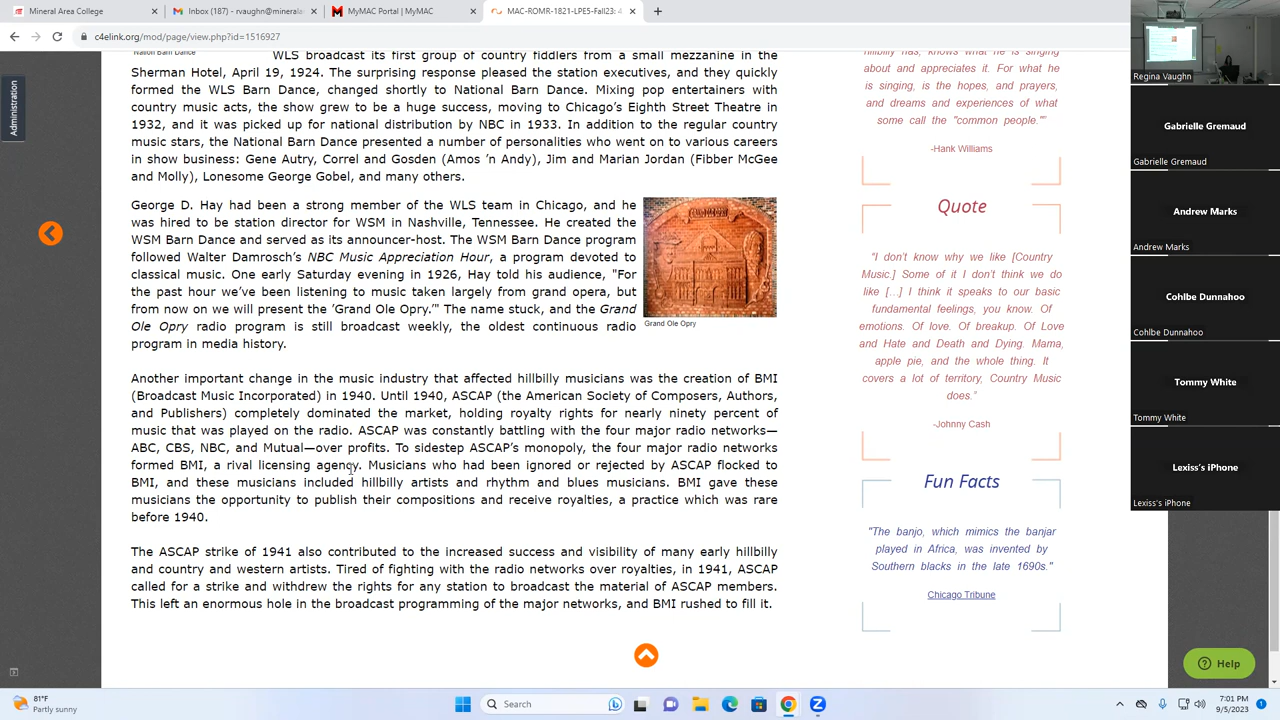 Mineral Area College
Inbox (187) - rvaughn@mineralar
MyMAC Portal | MyMAC
MAC-ROMR-1821-LPE5-Fall23: 4
c4elink.org/mod/page/view.php?id=1516927
Administration
National Barn Dance
WLS broadcast its first group of country fiddlers from a small mezzanine in the
Sherman Hotel, April 19, 1924. The surprising response pleased the station executives, and they quickly
formed the WLS Barn Dance, changed shortly to National Barn Dance. Mixing pop entertainers with
country music acts, the show grew to be a huge success, moving to Chicago's Eighth Street Theatre in
1932, and it was picked up for national distribution by NBC in 1933. In addition to the regular country
music stars, the National Barn Dance presented a number of personalities who went on to various careers
in show business: Gene Autry, Correl and Gosden (Amos 'n Andy), Jim and Marian Jordan (Fibber McGee
and Molly), Lonesome George Gobel, and many others.
George D. Hay had been a strong member of the WLS team in Chicago, and he
was hired to be station director for WSM in Nashville, Tennessee. He created the
WSM Barn Dance and served as its announcer-host. The WSM Barn Dance program
followed Walter Damrosch's NBC Music Appreciation Hour, a program devoted to
classical music. One early Saturday evening in 1926, Hay told his audience, "For
the past hour we've been listening to music taken largely from grand opera, but
from now on we will present the 'Grand Ole Opry.'" The name stuck, and the Grand
Ole Opry radio program is still broadcast weekly, the oldest continuous radio
program in media history.
Grand Ole Opry
Another important change in the music industry that affected hillbilly musicians was the creation of BMI
(Broadcast Music Incorporated) in 1940. Until 1940, ASCAP (the American Society of Composers, Authors,
and Publishers) completely dominated the market, holding royalty rights for nearly ninety percent of
music that was played on the radio. ASCAP was constantly battling with the four major radio networks—
ABC, CBS, NBC, and Mutual—over profits. To sidestep ASCAP's monopoly, the four major radio networks
formed BMI, a rival licensing agency. Musicians who had been ignored or rejected by ASCAP flocked to
BMI, and these musicians included hillbilly artists and rhythm and blues musicians. BMI gave these
musicians the opportunity to publish their compositions and receive royalties, a practice which was rare
before 1940.
The ASCAP strike of 1941 also contributed to the increased success and visibility of many early hillbilly
and country and western artists. Tired of fighting with the radio networks over royalties, in 1941, ASCAP
called for a strike and withdrew the rights for any station to broadcast the material of ASCAP members.
This left an enormous hole in the broadcast programming of the major networks, and BMI rushed to fill it.
hillbilly has, knows what he is singing
about and appreciates it. For what he
is singing, is the hopes, and prayers,
and dreams and experiences of what
some call the "common people.""
-Hank Williams
Quote
"I don't know why we like [Country
Music.] Some of it I don't think we do
like [...] I think it speaks to our basic
fundamental feelings, you know. Of
emotions. Of love. Of breakup. Of Love
and Hate and Death and Dying. Mama,
apple pie, and the whole thing. It
covers a lot of territory, Country Music
does."
-Johnny Cash
Fun Facts
"The banjo, which mimics the banjar
played in Africa, was invented by
Southern blacks in the late 1690s."
Chicago Tribune
Help
Regina Vaughn
Gabrielle Gremaud
Gabrielle Gremaud
Andrew Marks
Andrew Marks
Cohlbe Dunnahoo
Cohlbe Dunnahoo
Tommy White
Tommy White
Lexiss's iPhone
Lexiss's iPhone
81°F
Partly sunny
Search
7:01 PM
9/5/2023